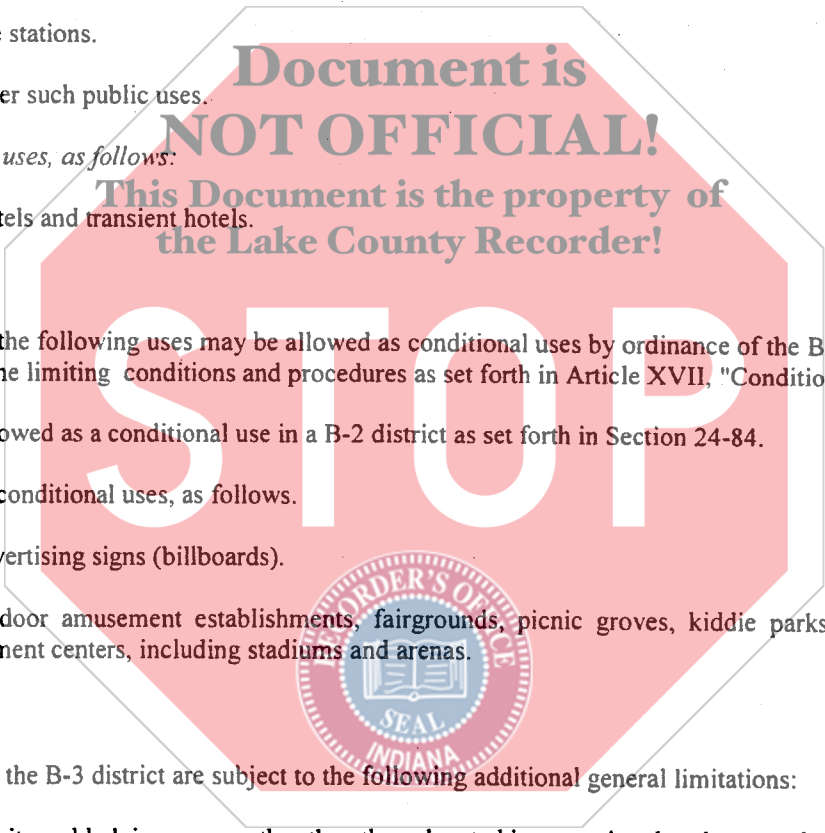 stations.
Document is
er such public uses.
NOT OFFICIAL!
uses, as follows:
This Document is the property of
tels and transient hotels.
the Lake County Recorder!
the following uses may be allowed as conditional uses by ordinance of the B
limiting conditions and procedures as set forth in Article XVII, "Conditio
STOP
owed as a conditional use in a B-2 district as set forth in Section 24-84.
conditional uses, as follows.
ertising signs (billboards).
door amusement establishments, fairgrounds, picnic groves, kiddie parks
ment centers, including stadiums and arenas.
RECORDER'S OFFICE
SEAL
INDIANA
the B-3 district are subject to the following additional general limitations: